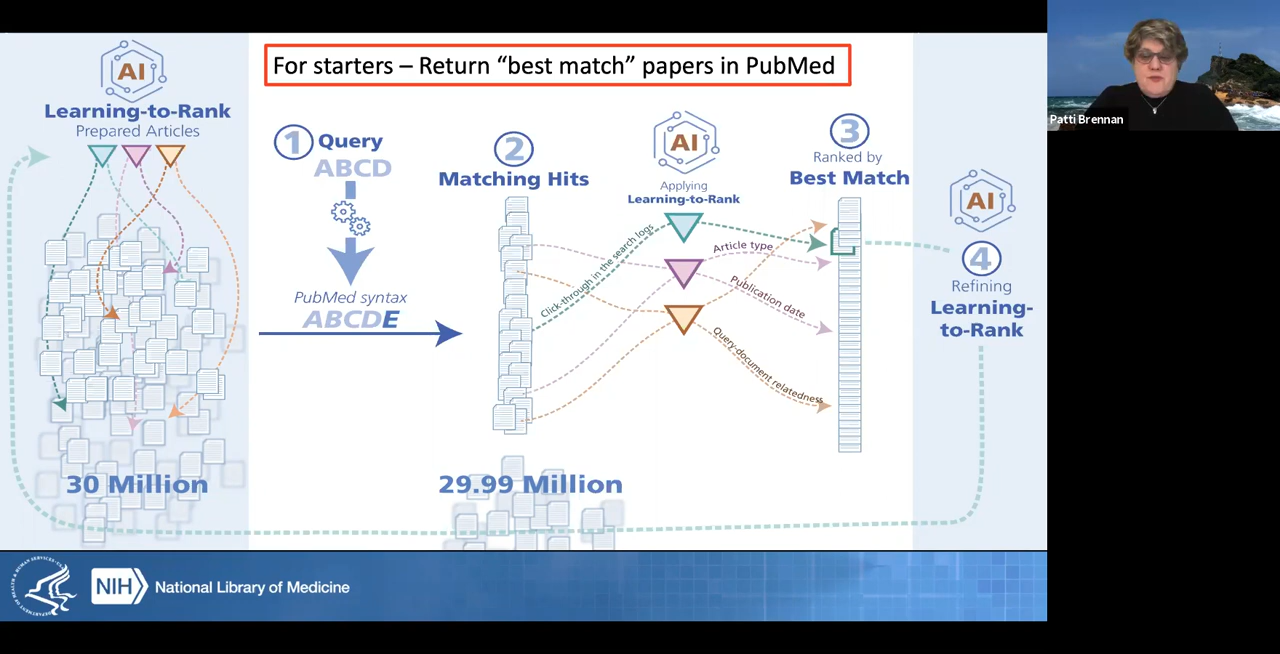 For starters – Return “best match” papers in PubMed
AI
Learning-to-Rank
Prepared Articles
30 Million
1 Query
ABCD
PubMed syntax
ABCDE
2
Matching Hits
29.99 Million
AI
Applying
Learning-to-Rank
Click-through in the search logs
Article type
Publication date
Query-document relatedness
3
Ranked by
Best Match
AI
4
Refining
Learning-
to-Rank
NIH National Library of Medicine
Patti Brennan